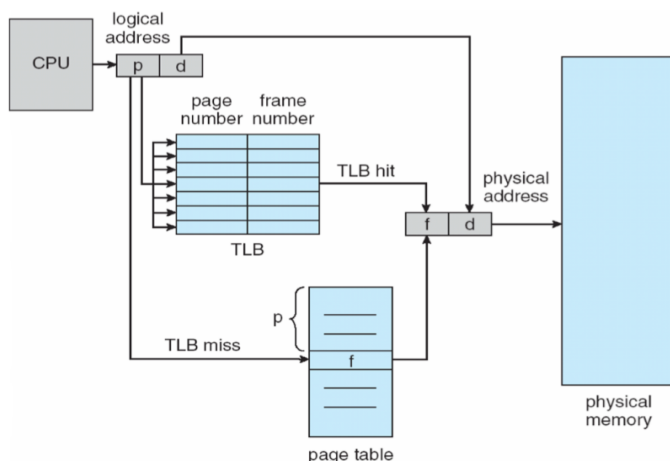 logical
address
CPU
p d
page
number
frame
number
TLB hit
physical
address
f d
TLB
p
TLB miss
f
page table
physical
memory